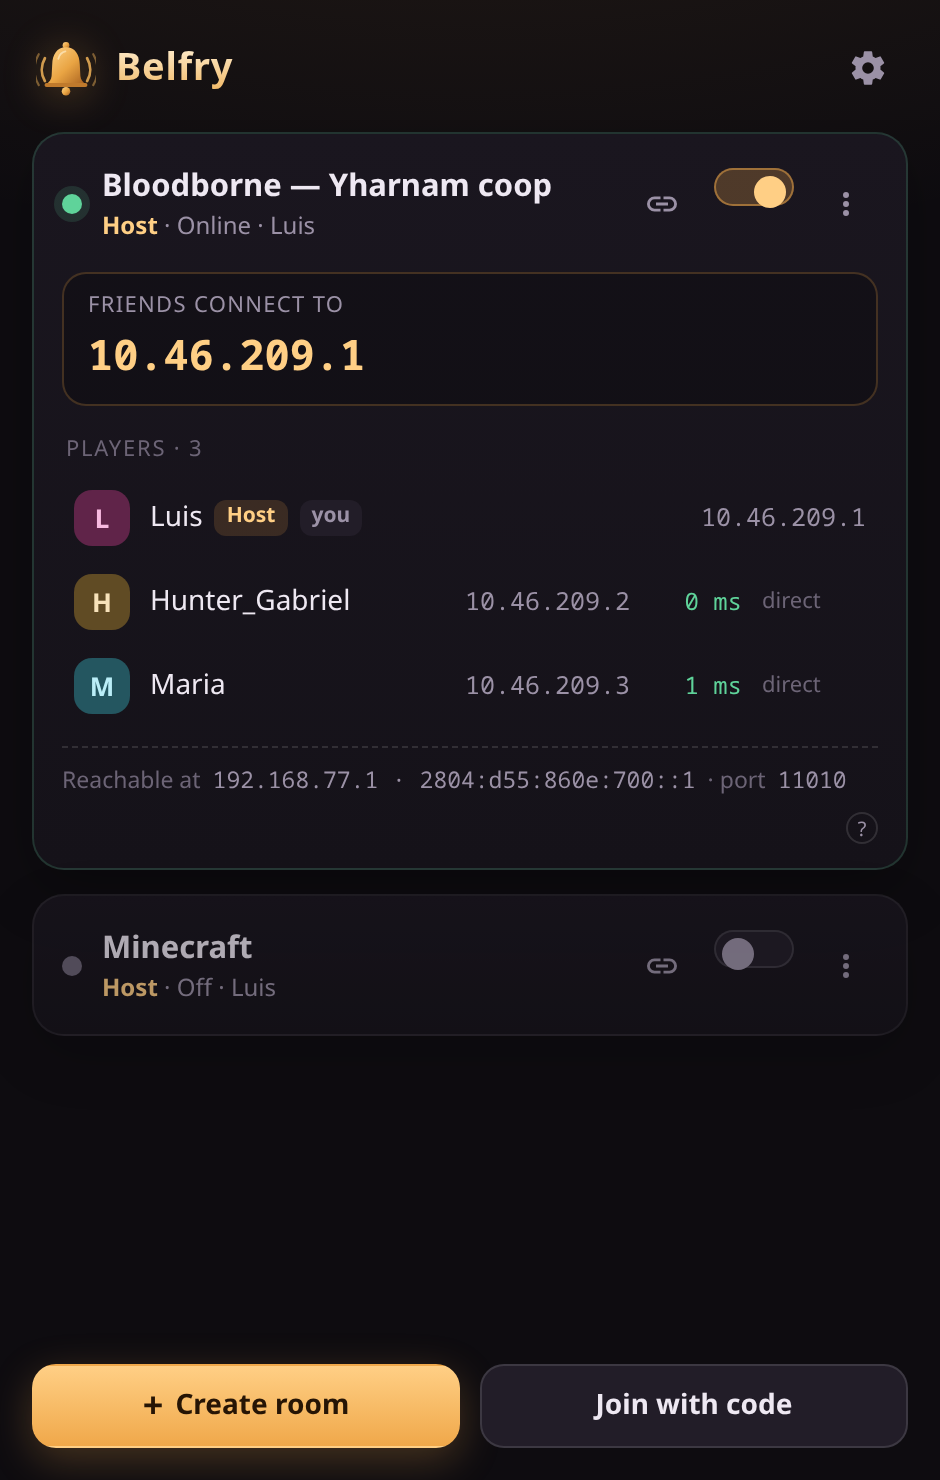 Belfry
Bloodborne — Yharnam coop
Host · Online · Luis
FRIENDS CONNECT TO
10.46.209.1
PLAYERS · 3
L Luis Host you 10.46.209.1
H Hunter_Gabriel 10.46.209.2 0 ms direct
M Maria 10.46.209.3 1 ms direct
Reachable at 192.168.77.1 · 2804:d55:860e:700::1 · port 11010
?
Minecraft
Host · Off · Luis
+ Create room
Join with code